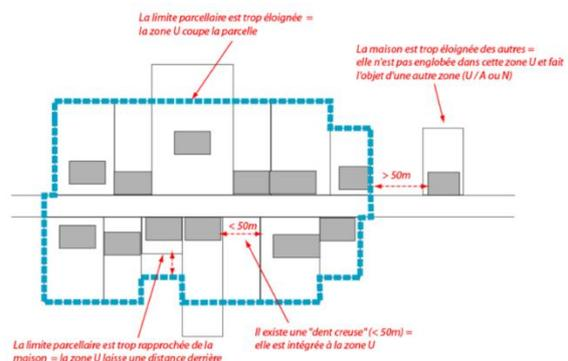 La limite parcellaire est trop éloignée =
la zone U coupe la parcelle
La maison est trop éloignée des autres =
elle n'est pas englobée dans cette zone U et fait
l'objet d'une autre zone (U / A ou N)
> 50m
< 50m
Il existe une "dent creuse" (< 50m) =
elle est intégrée à la zone U
La limite parcellaire est trop rapprochée de la
maison = la zone U laisse une distance derrière